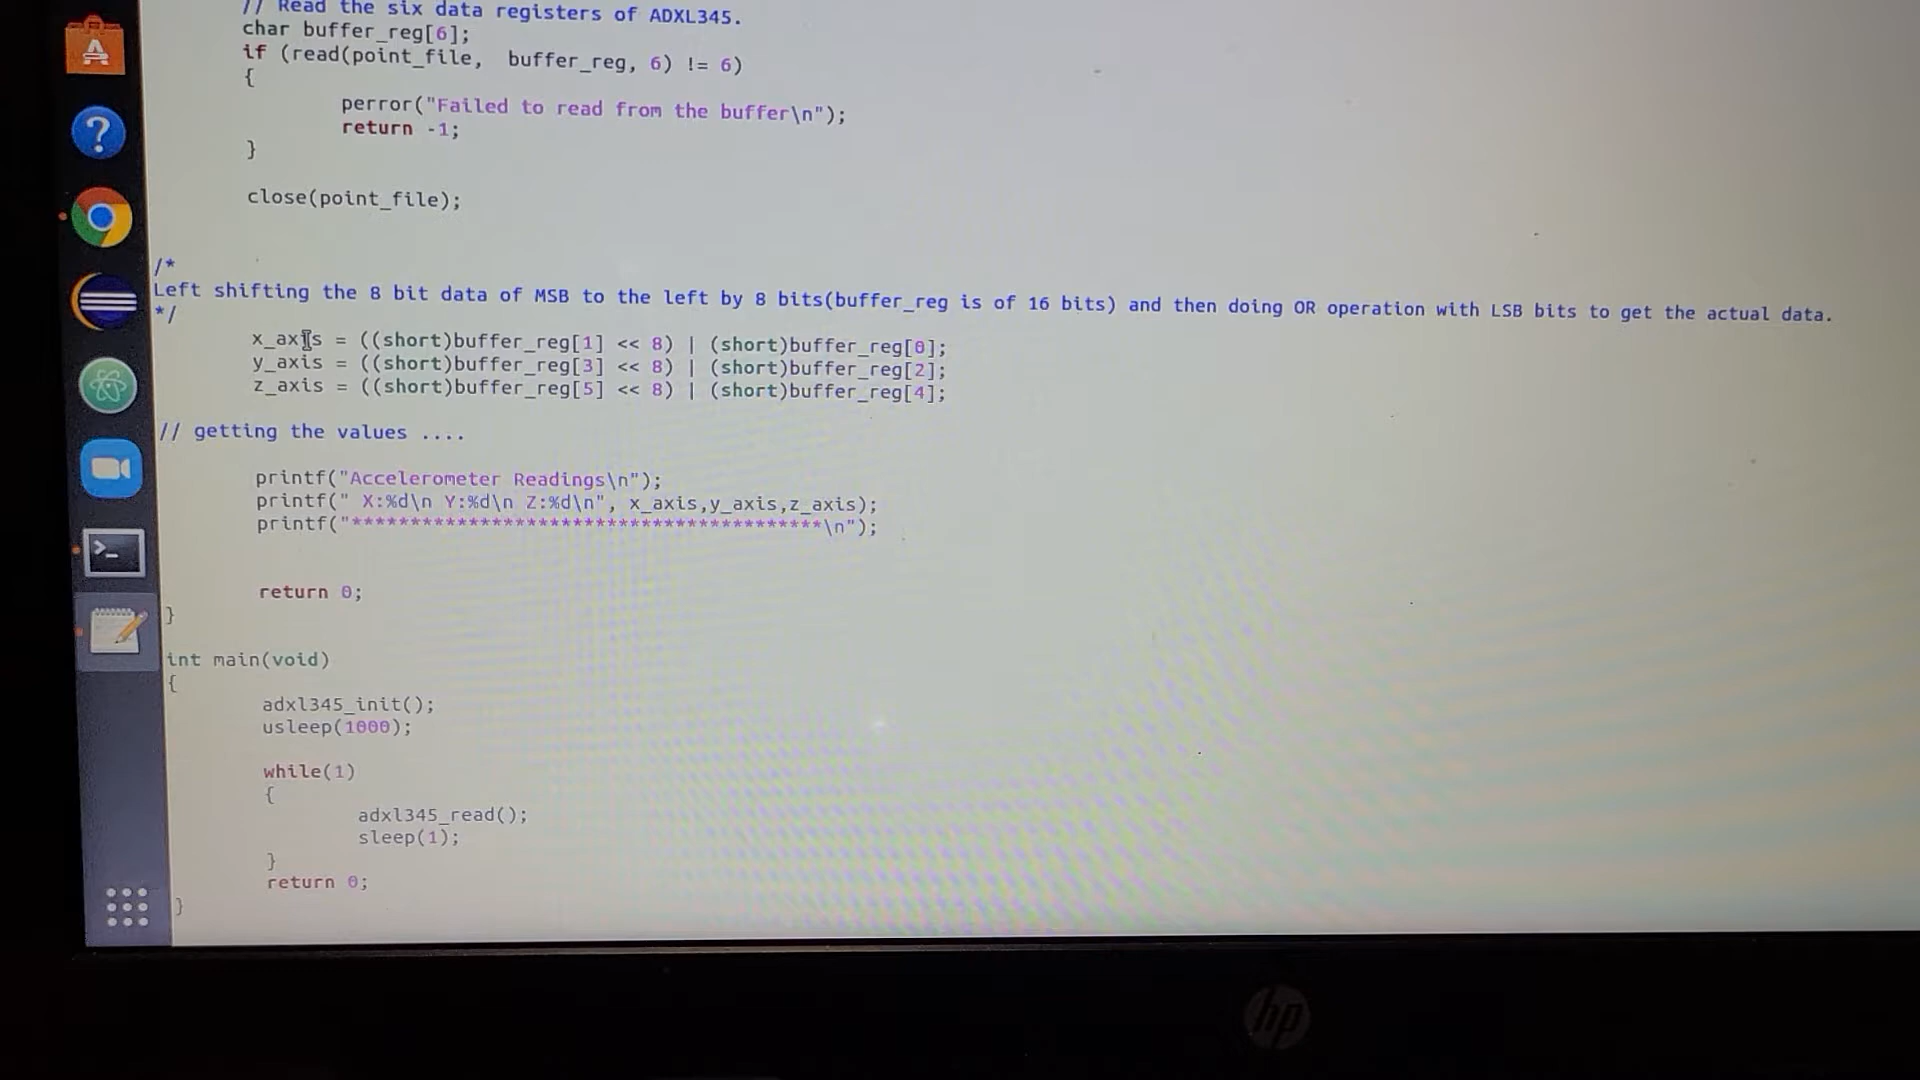 // Read the six data registers of ADXL345.
char buffer_reg[6];
if (read(point_file,  buffer_reg, 6) != 6)
{
perror("Failed to read from the buffer\n");
return -1;
}
close(point_file);
/*
Left shifting the 8 bit data of MSB to the left by 8 bits(buffer_reg is of 16 bits) and then doing OR operation with LSB bits to get the actual data.
*/
x_axis = ((short)buffer_reg[1] << 8) | (short)buffer_reg[0];
y_axis = ((short)buffer_reg[3] << 8) | (short)buffer_reg[2];
z_axis = ((short)buffer_reg[5] << 8) | (short)buffer_reg[4];
// getting the values ....
printf("Accelerometer Readings\n");
printf(" X:%d\n Y:%d\n Z:%d\n", x_axis,y_axis,z_axis);
printf("****************************************\n");
return 0;
}
int main(void)
{
adxl345_init();
usleep(1000);
while(1)
{
adxl345_read();
sleep(1);
}
return 0;
}
hp